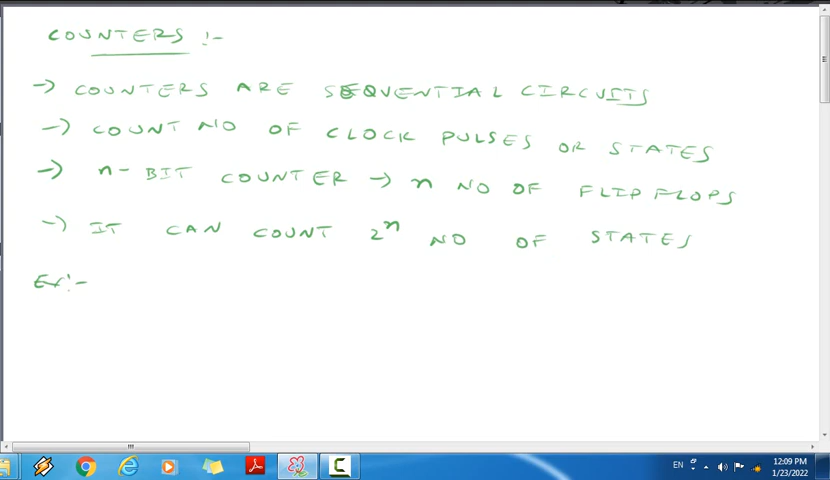 COUNTERS :-
→ COUNTERS ARE SEQUENTIAL CIRCUITS
→ COUNT NO OF CLOCK PULSES OR STATES
→ n-BIT COUNTER → n NO OF FLIP FLOPS
→ IT CAN COUNT 2ⁿ NO OF STATES
Ex:-
EN
12:09 PM
1/23/2022